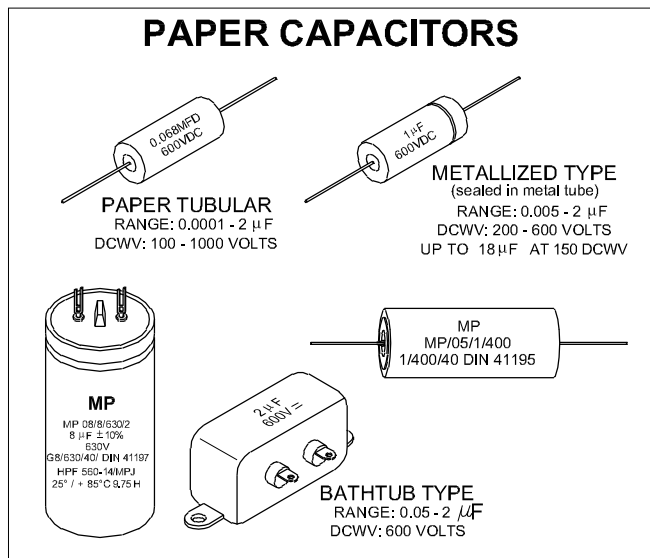 PAPER CAPACITORS
0.068MFD
600VDC
PAPER TUBULAR
RANGE: 0.0001 - 2 µF
DCWV: 100 - 1000 VOLTS
1µF
600VDC
METALLIZED TYPE
(sealed in metal tube)
RANGE: 0.005 - 2 µF
DCWV: 200 - 600 VOLTS
UP TO 18µF AT 150 DCWV
MP
MP 08/8/630/2
8 µF ±10%
630V
G8/630/40/ DIN 41197
HPF 560-14/MPJ
25° / + 85°C 9.75 H
MP
MP/05/1/400
1/400/40 DIN 41195
2µF
600V⎓
BATHTUB TYPE
RANGE: 0.05 - 2 µF
DCWV: 600 VOLTS